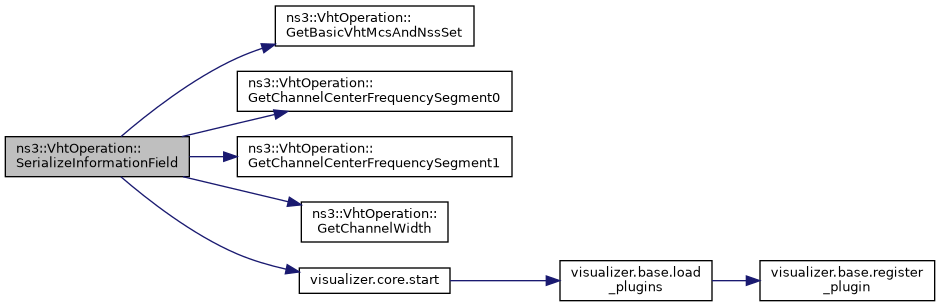 ns3::VhtOperation::
GetBasicVhtMcsAndNssSet
ns3::VhtOperation::
GetChannelCenterFrequencySegment0
ns3::VhtOperation::
SerializeInformationField
ns3::VhtOperation::
GetChannelCenterFrequencySegment1
ns3::VhtOperation::
GetChannelWidth
visualizer.core.start
visualizer.base.load
_plugins
visualizer.base.register
_plugin